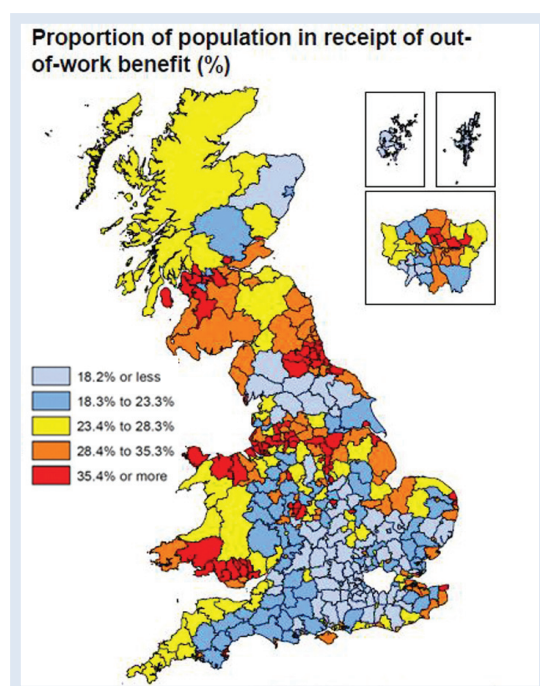 Proportion of population in receipt of out-
of-work benefit (%)
18.2% or less
18.3% to 23.3%
23.4% to 28.3%
28.4% to 35.3%
35.4% or more